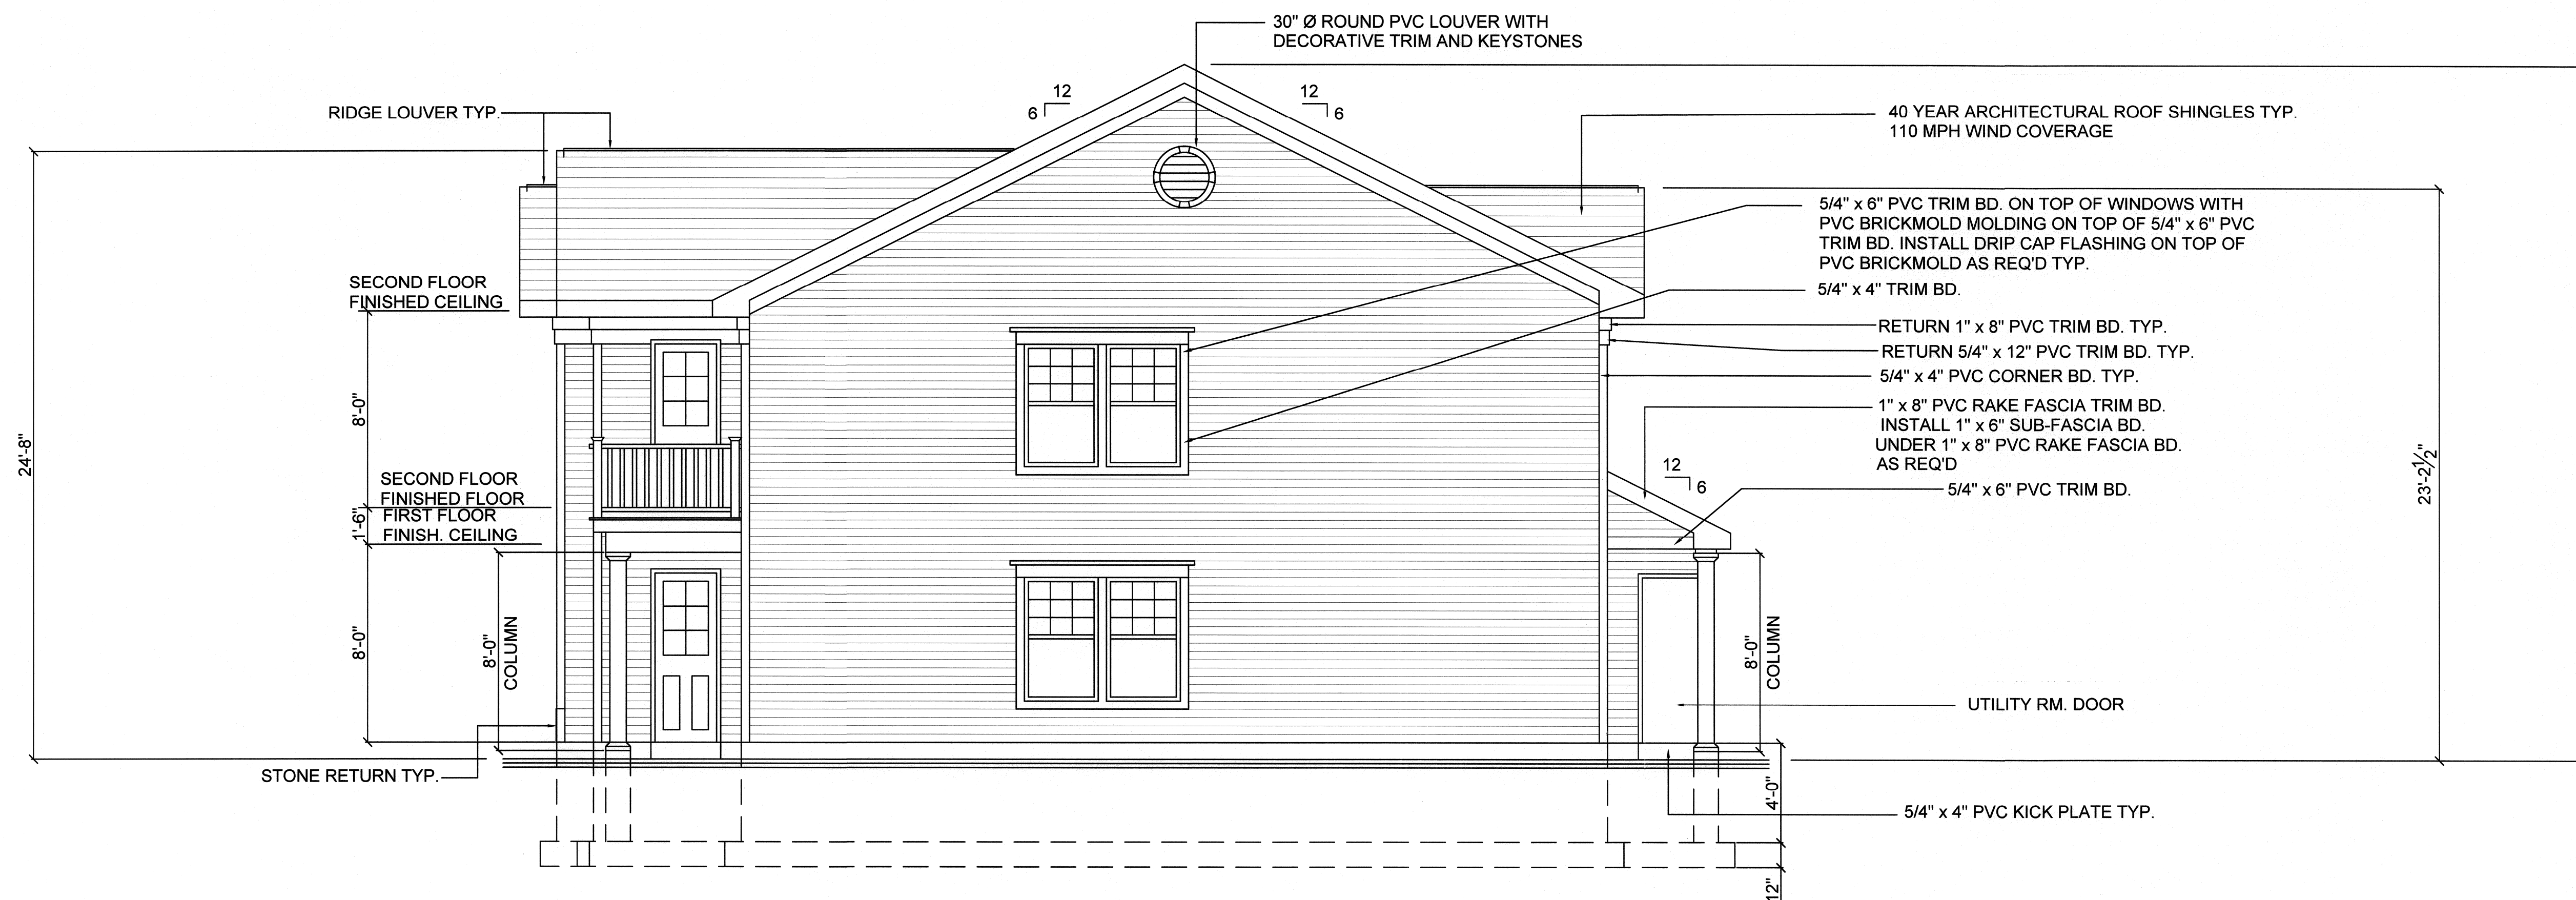 30" Ø ROUND PVC LOUVER WITH
DECORATIVE TRIM AND KEYSTONES
12
6
12
6
RIDGE LOUVER TYP.
40 YEAR ARCHITECTURAL ROOF SHINGLES TYP.
110 MPH WIND COVERAGE
5/4" x 6" PVC TRIM BD. ON TOP OF WINDOWS WITH
PVC BRICKMOLD MOLDING ON TOP OF 5/4" x 6" PVC
TRIM BD. INSTALL DRIP CAP FLASHING ON TOP OF
PVC BRICKMOLD AS REQ'D TYP.
5/4" x 4" TRIM BD.
SECOND FLOOR
FINISHED CEILING
RETURN 1" x 8" PVC TRIM BD. TYP.
RETURN 5/4" x 12" PVC TRIM BD. TYP.
5/4" x 4" PVC CORNER BD. TYP.
1" x 8" PVC RAKE FASCIA TRIM BD.
INSTALL 1" x 6" SUB-FASCIA BD.
UNDER 1" x 8" PVC RAKE FASCIA BD.
AS REQ'D
8'-0"
24'-8"
23'-2½"
12
6
5/4" x 6" PVC TRIM BD.
SECOND FLOOR
FINISHED FLOOR
1'-6"
FIRST FLOOR
FINISH. CEILING
8'-0"
8'-0"
COLUMN
8'-0"
COLUMN
UTILITY RM. DOOR
STONE RETURN TYP.
4'-0"
5/4" x 4" PVC KICK PLATE TYP.
12"